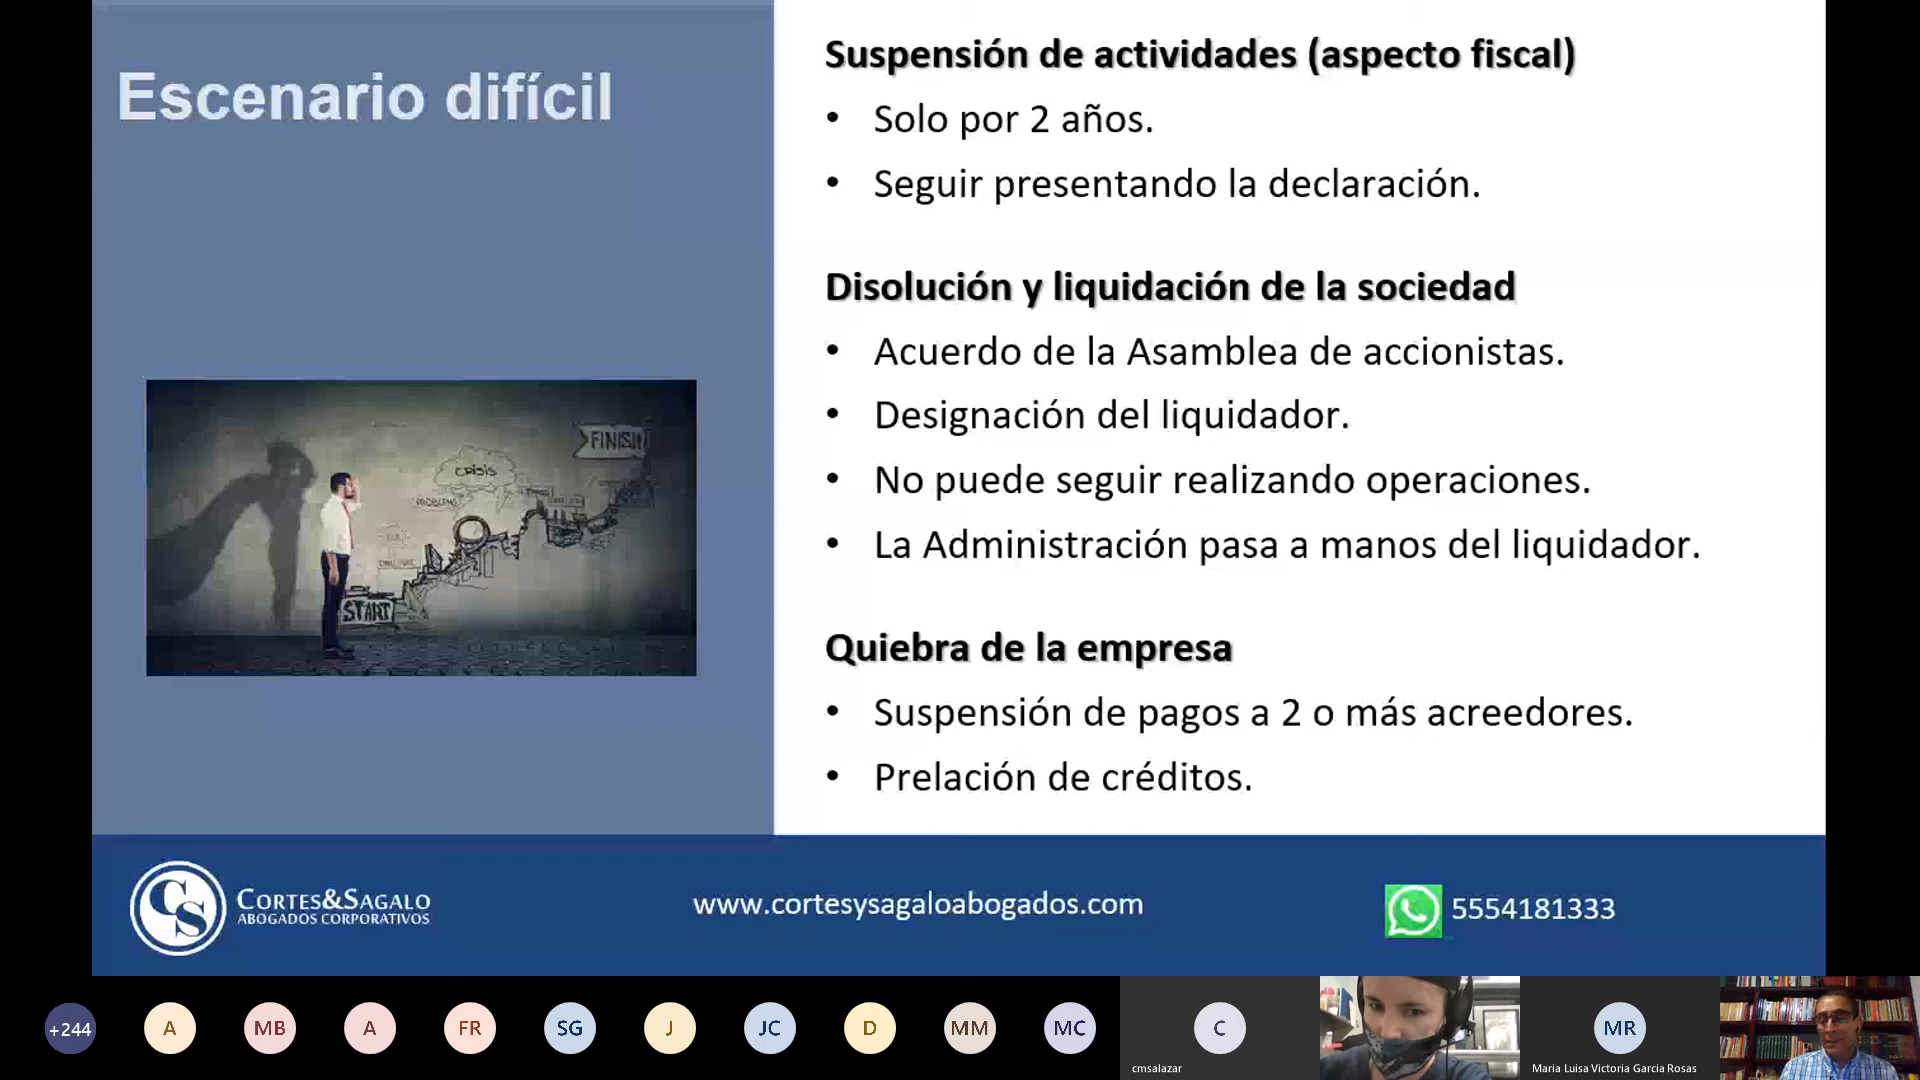 Escenario difícil
FINISH
CRISIS
PROBLEMS
START
Suspensión de actividades (aspecto fiscal)
• Solo por 2 años.
• Seguir presentando la declaración.
Disolución y liquidación de la sociedad
• Acuerdo de la Asamblea de accionistas.
• Designación del liquidador.
• No puede seguir realizando operaciones.
• La Administración pasa a manos del liquidador.
Quiebra de la empresa
• Suspensión de pagos a 2 o más acreedores.
• Prelación de créditos.
CS
CORTES&SAGALO
ABOGADOS CORPORATIVOS
www.cortesysagaloabogados.com
5554181333
+244
A
MB
A
FR
SG
J
JC
D
MM
MC
C
cmsalazar
MR
Maria Luisa Victoria Garcia Rosas